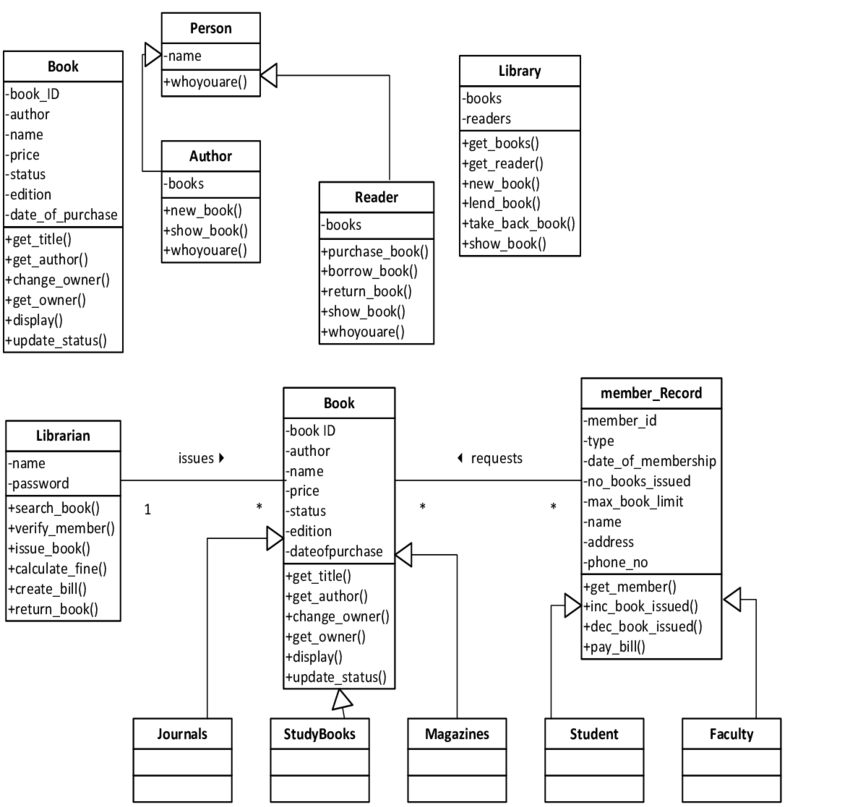 Person
-name
+whoyouare()
Book
-book_ID
-author
-name
-price
-status
-edition
-date_of_purchase
+get_title()
+get_author()
+change_owner()
+get_owner()
+display()
+update_status()
Author
-books
+new_book()
+show_book()
+whoyouare()
Reader
-books
+purchase_book()
+borrow_book()
+return_book()
+show_book()
+whoyouare()
Library
-books
-readers
+get_books()
+get_reader()
+new_book()
+lend_book()
+take_back_book()
+show_book()
Librarian
-name
-password
+search_book()
+verify_member()
+issue_book()
+calculate_fine()
+create_bill()
+return_book()
issues
1
*
Book
-book ID
-author
-name
-price
-status
-edition
-dateofpurchase
+get_title()
+get_author()
+change_owner()
+get_owner()
+display()
+update_status()
requests
*
*
member_Record
-member_id
-type
-date_of_membership
-no_books_issued
-max_book_limit
-name
-address
-phone_no
+get_member()
+inc_book_issued()
+dec_book_issued()
+pay_bill()
Journals
StudyBooks
Magazines
Student
Faculty